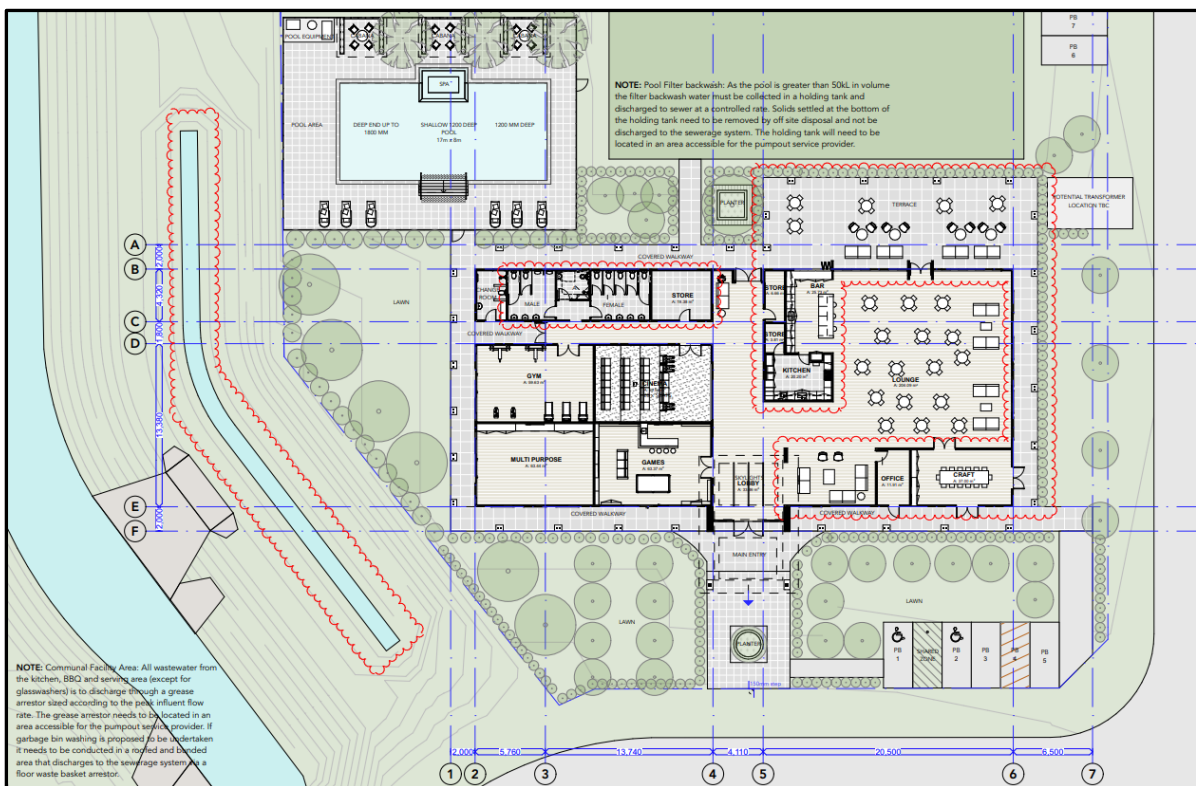 POOL EQUIPMENT
CABANA
PB
7
PB
6
SPA
POOL AREA
DEEP END UP TO
1800 MM
SHALLOW 1200 DEEP
POOL
17m x 8m
1200 MM DEEP
NOTE: Pool Filter backwash: As the pool is greater than 50kL in volume
the filter backwash water must be collected in a holding tank and
discharged to sewer at a controlled rate. Solids settled at the bottom of
the holding tank need to be removed by off site disposal and not be
discharged to the sewerage system. The holding tank will need to be
located in an area accessible for the pumpout service provider.
PLANTER
TERRACE
POTENTIAL TRANSFORMER
LOCATION TBC
A
B
C
D
E
F
2,000
4,320
1,800
13,380
2,000
COVERED WALKWAY
LAWN
CHANGE
ROOM
MALE
FEMALE
STORE
STORE
BAR
COVERED WALKWAY
STORE
GYM
CINEMA
KITCHEN
LOUNGE
MULTI PURPOSE
GAMES
SKYLIGHT
LOBBY
OFFICE
CRAFT
COVERED WALKWAY
COVERED WALKWAY
MAIN ENTRY
LAWN
LAWN
PLANTER
PB
1
SHARED
ZONE
PB
2
PB
3
PB
4
PB
5
NOTE: Communal Facility Area: All wastewater from
the kitchen, BBQ and serving area (except for
glasswashers) is to discharge through a grease
arrestor sized according to the peak influent flow
rate. The grease arrestor needs to be located in an
area accessible for the pumpout service provider. If
garbage bin washing is proposed to be undertaken
it needs to be conducted in a roofed and bunded
area that discharges to the sewerage system via a
floor waste basket arrestor.
2,000
5,760
13,740
4,110
20,500
6,500
1
2
3
4
5
6
7